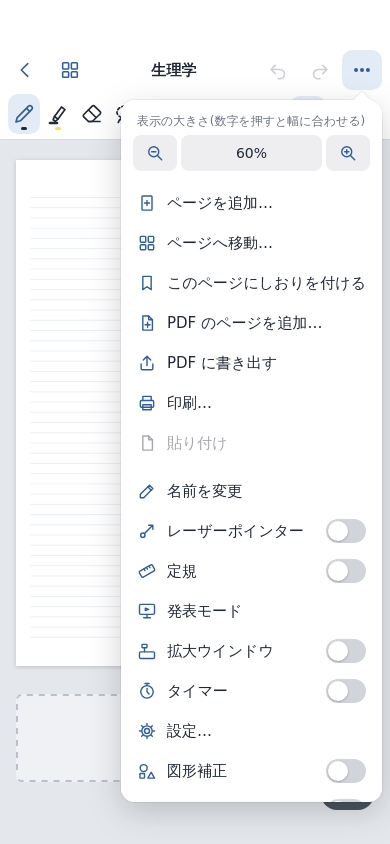 生理学
表示の大きさ(数字を押すと幅に合わせる)
60%
ページを追加…
ページへ移動…
このページにしおりを付ける
PDF のページを追加…
PDF に書き出す
印刷…
貼り付け
名前を変更
レーザーポインター
定規
発表モード
拡大ウインドウ
タイマー
設定…
図形補正